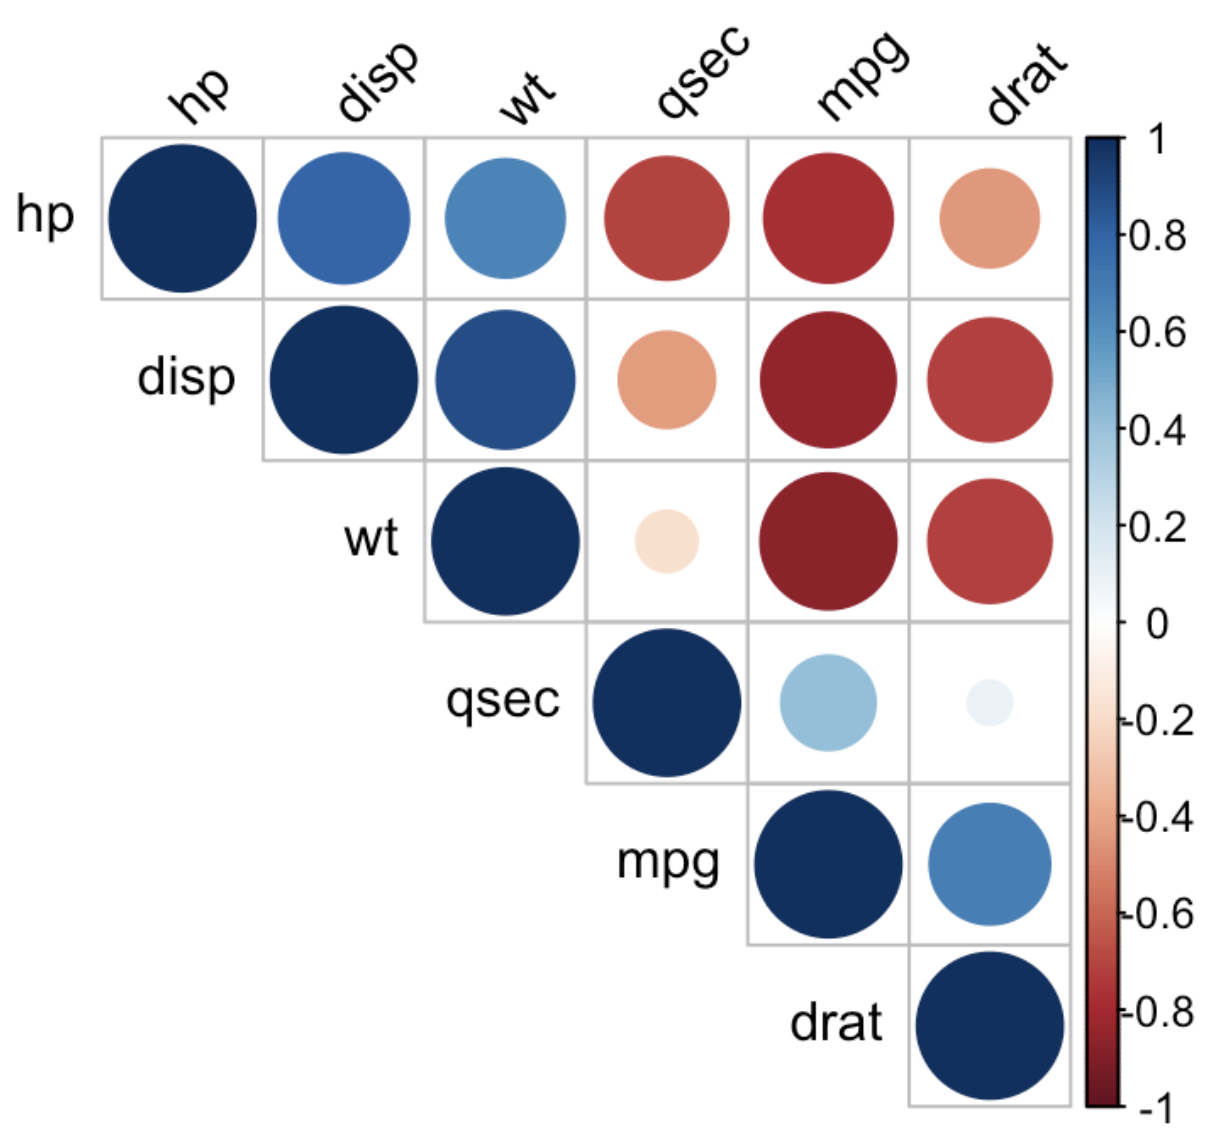 hp disp wt qsec mpg drat
hp
disp
wt
qsec
mpg
drat
1
0.8
0.6
0.4
0.2
0
-0.2
-0.4
-0.6
-0.8
-1